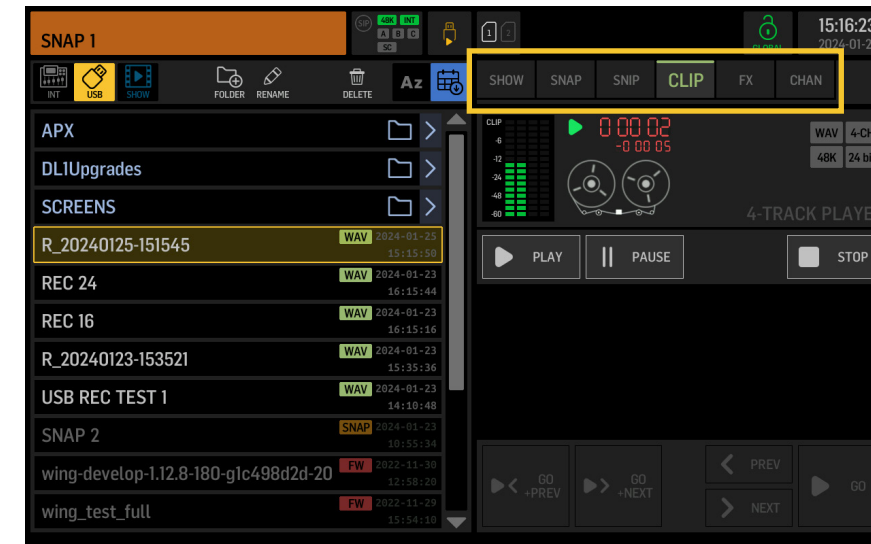 SNAP 1
SIP 48K INT
A B C
SC
1 2
GLOBAL
15:16:23
2024-01-2
INT USB SHOW FOLDER RENAME DELETE Az
SHOW SNAP SNIP CLIP FX CHAN
APX
DL1Upgrades
SCREENS
R_20240125-151545 WAV 2024-01-25
15:15:50
REC 24 WAV 2024-01-23
16:15:44
REC 16 WAV 2024-01-23
16:15:16
R_20240123-153521 WAV 2024-01-23
15:35:36
USB REC TEST 1 WAV 2024-01-23
14:10:48
SNAP 2 SNAP 2024-01-23
10:55:34
wing-develop-1.12.8-180-g1c498d2d-20 FW 2022-11-30
12:58:20
wing_test_full FW 2022-11-29
15:54:10
CLIP
-6
-12
-24
-48
-60
0 00 02
-0 00 05
WAV 4-CH
48K 24 bi
4-TRACK PLAYE
PLAY PAUSE STOP
GO
+PREV
GO
+NEXT
PREV
NEXT
GO